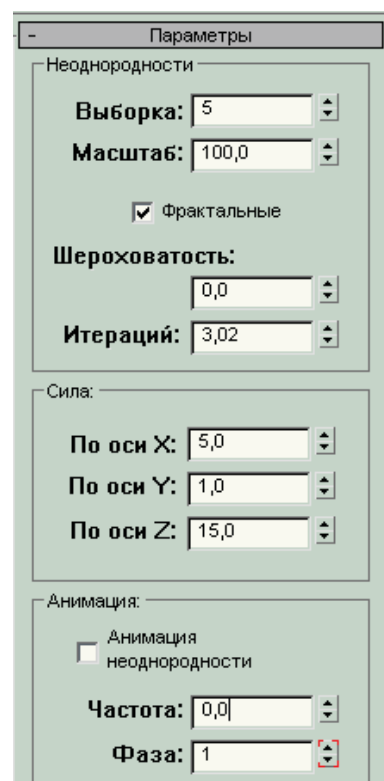 - Параметры
Неоднородности
Выборка: 5
Масштаб: 100,0
Фрактальные
Шероховатость:
0,0
Итераций: 3,02
Сила:
По оси X: 5,0
По оси Y: 1,0
По оси Z: 15,0
Анимация:
Анимация
неоднородности
Частота: 0,0
Фаза: 1